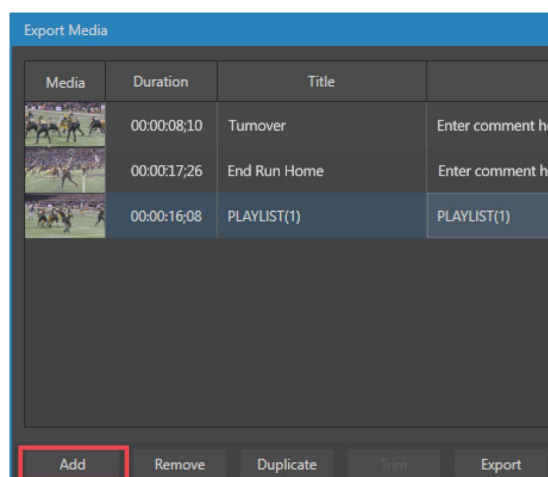 Export Media
Media Duration Title
00:00:08;10 Turnover Enter comment h
00:00:17;26 End Run Home Enter comment h
00:00:16;08 PLAYLIST(1) PLAYLIST(1)
Add Remove Duplicate Trim Export